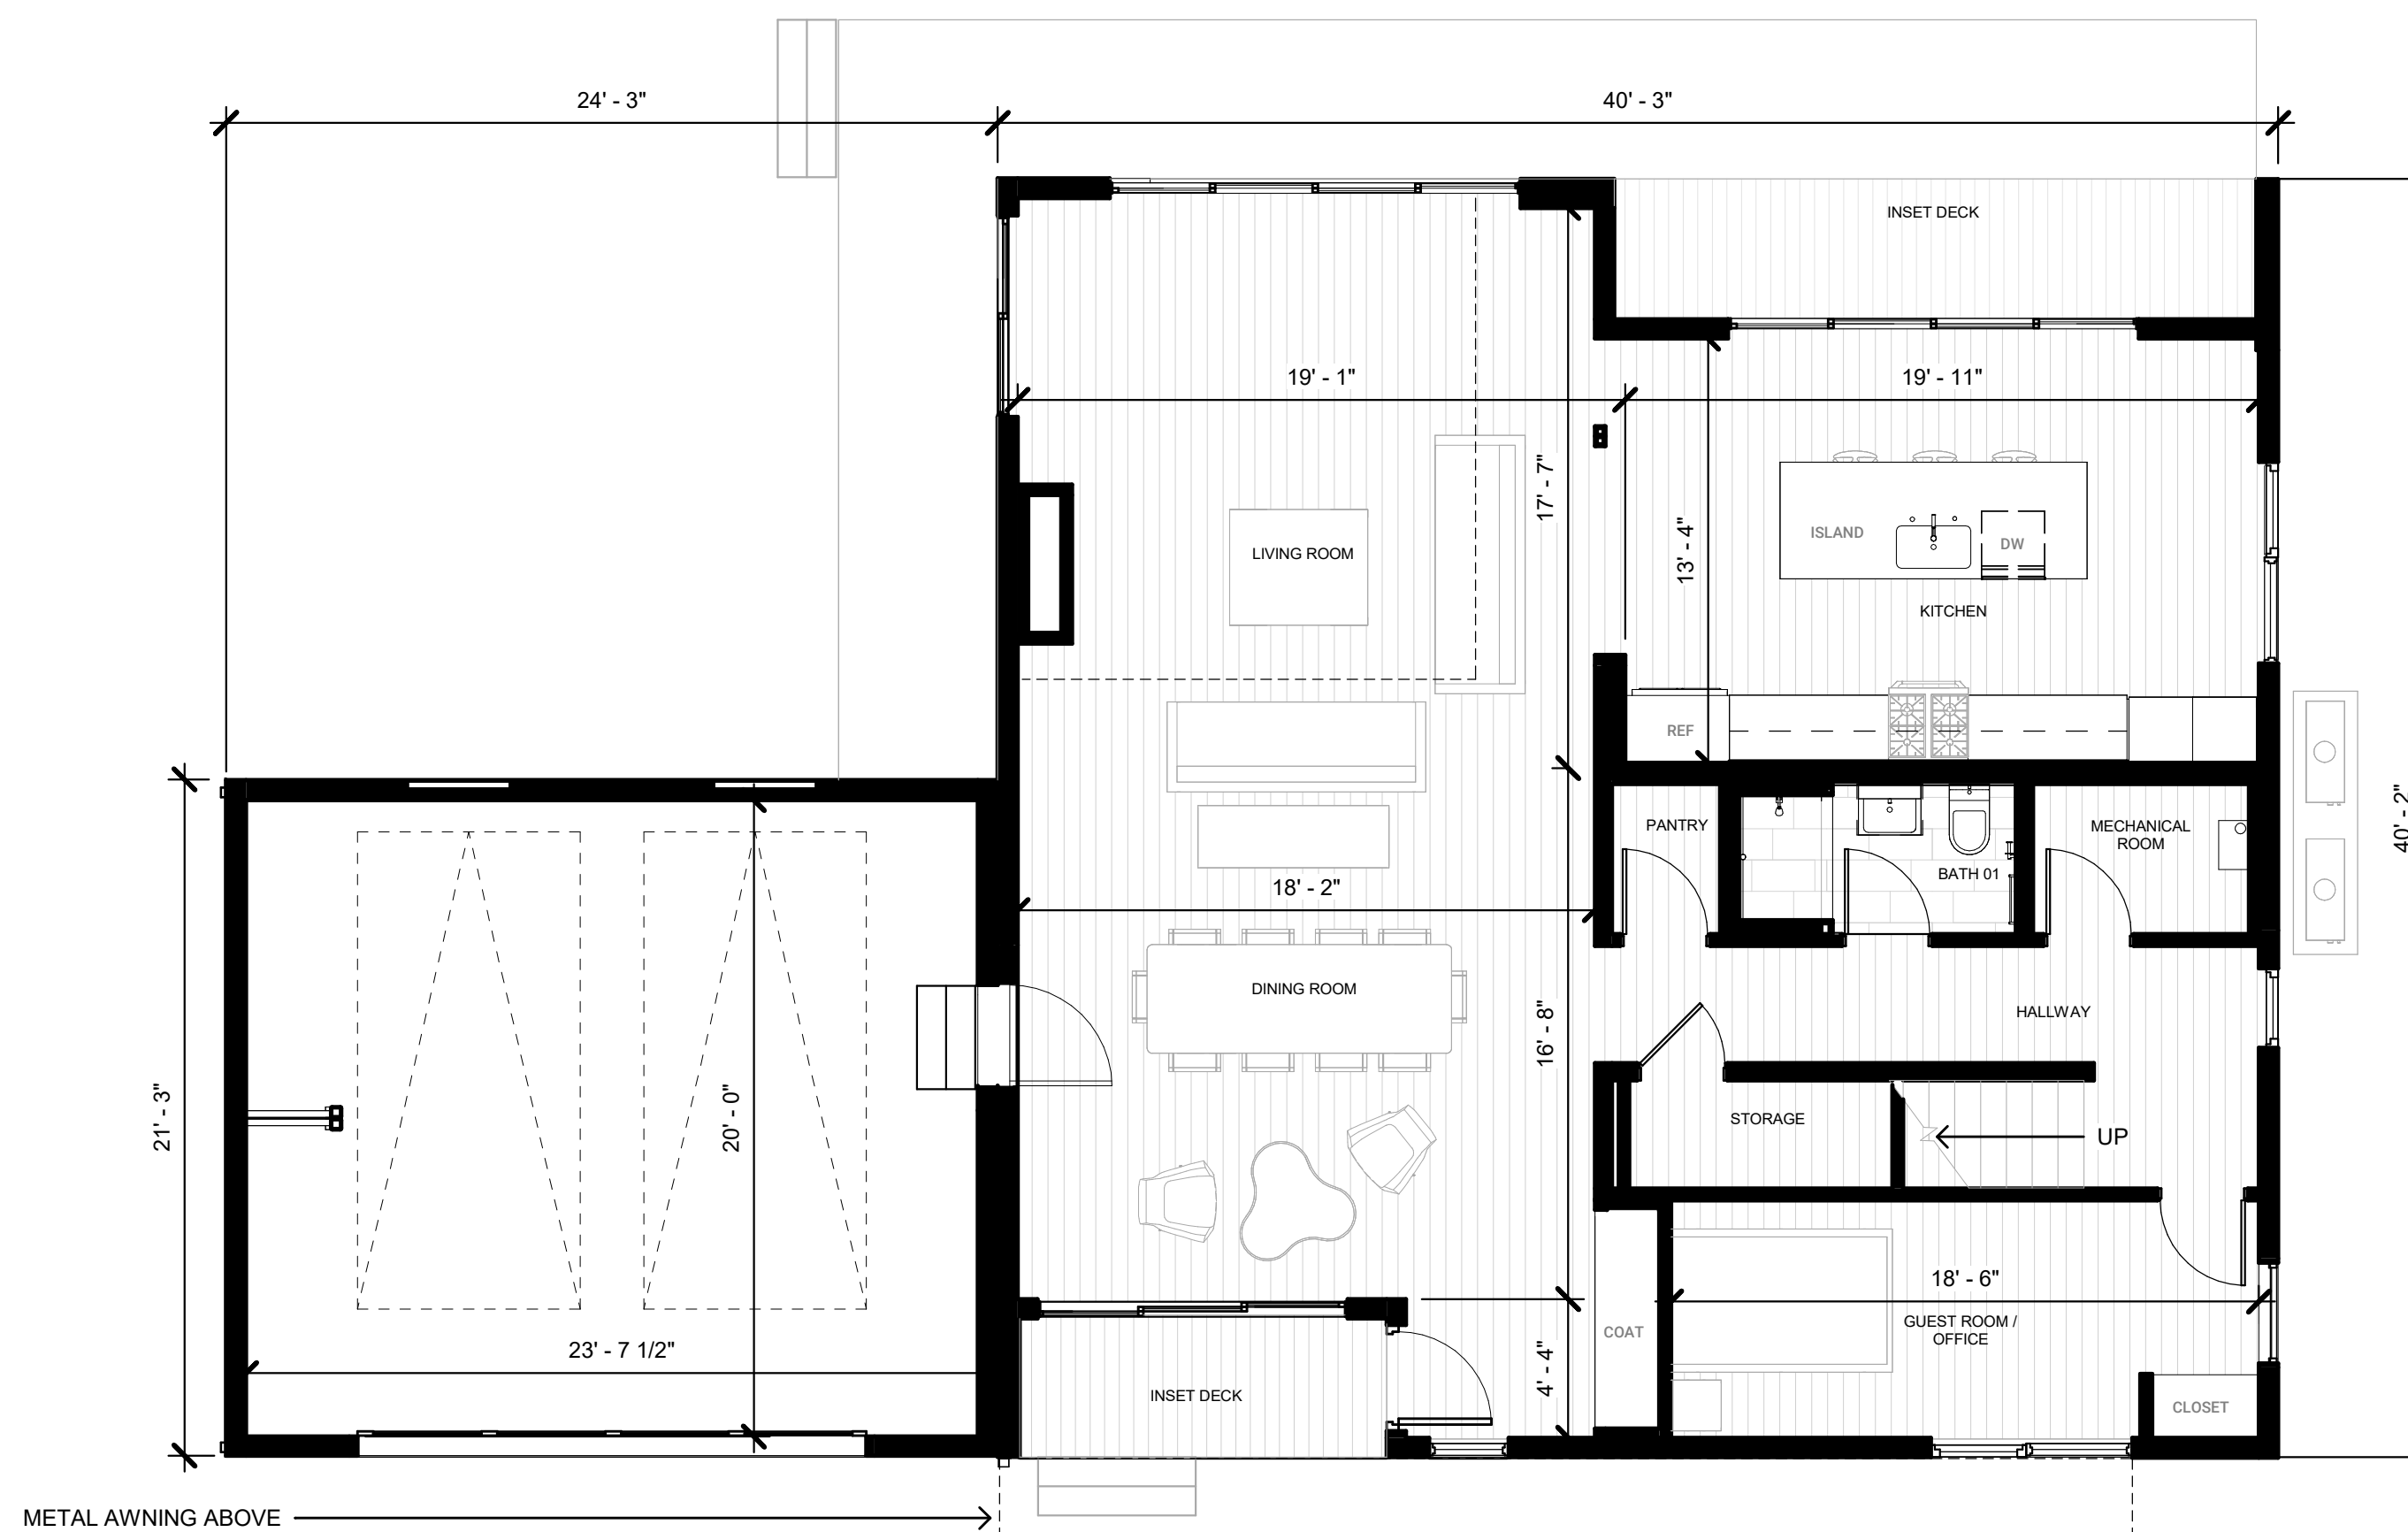 24' - 3"
40' - 3"
INSET DECK
19' - 1"
19' - 11"
17' - 7"
13' - 4"
ISLAND
DW
LIVING ROOM
KITCHEN
REF
40' - 2"
PANTRY
MECHANICAL
ROOM
BATH 01
18' - 2"
DINING ROOM
HALLWAY
16' - 8"
21' - 3"
20' - 0"
STORAGE
UP
18' - 6"
GUEST ROOM /
OFFICE
COAT
23' - 7 1/2"
4' - 4"
INSET DECK
CLOSET
METAL AWNING ABOVE